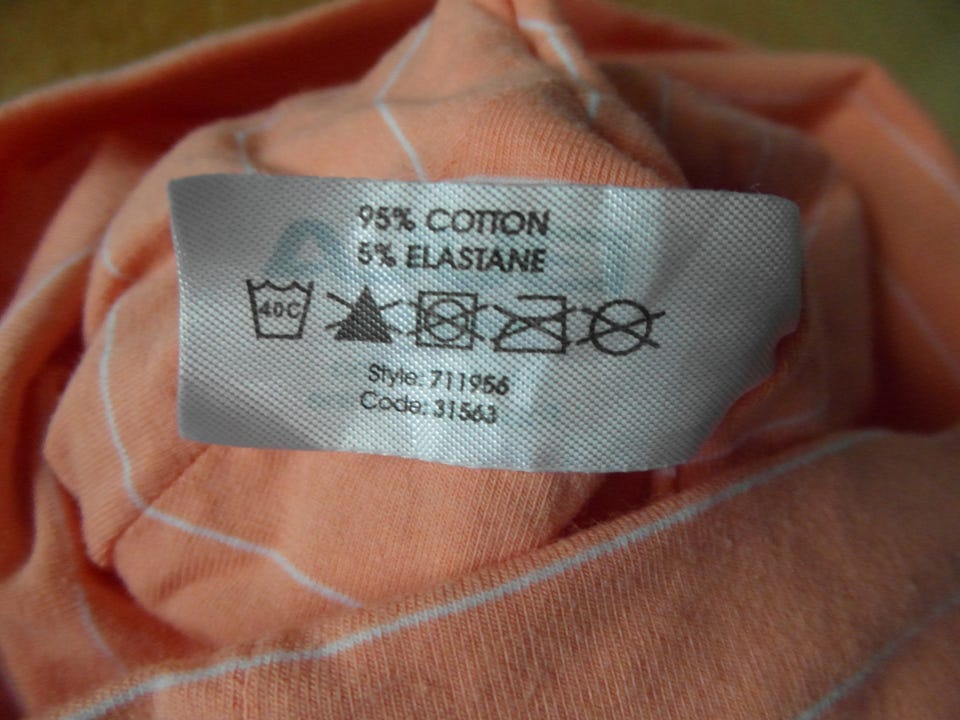 95% COTTON
5% ELASTANE
40C
Style: 711956
Code: 31563